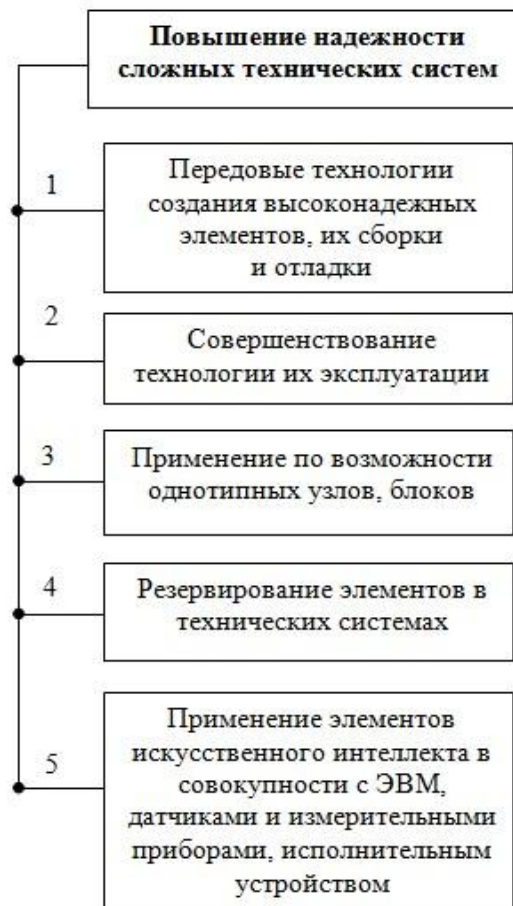 Повышение надежности
сложных технических систем
1
Передовые технологии
создания высоконадежных
элементов, их сборки
и отладки
2
Совершенствование
технологии их эксплуатации
3
Применение по возможности
однотипных узлов, блоков
4
Резервирование элементов в
технических системах
5
Применение элементов
искусственного интеллекта в
совокупности с ЭВМ,
датчиками и измерительными
приборами, исполнительным
устройством